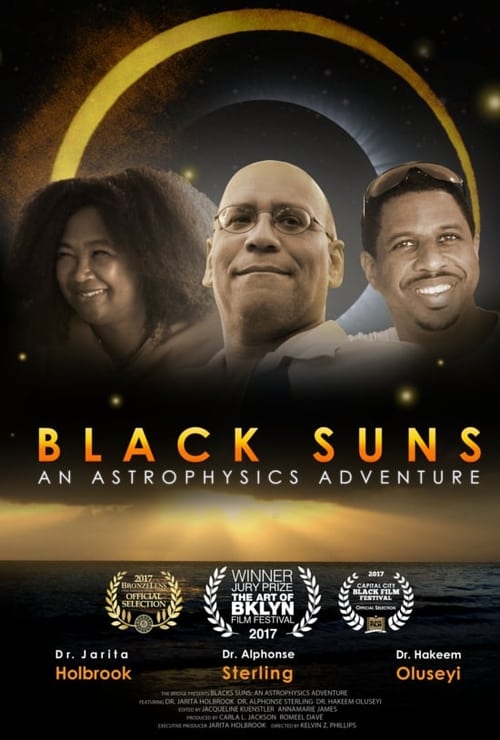 BLACK SUNS
AN ASTROPHYSICS ADVENTURE
2017
BRONZELENS
OFFICIAL
SELECTION
WINNER
JURY PRIZE
THE ART OF
BKLYN
FILM FESTIVAL
2017
2017
CAPITAL CITY
BLACK FILM
FESTIVAL
OFFICIAL SELECTION
Dr. Jarita
Holbrook
Dr. Alphonse
Sterling
Dr. Hakeem
Oluseyi
THE BRIDGE PRESENTS BLACKS SUNS: AN ASTROPHYSICS ADVENTURE
FEATURING DR. JARITA HOLBROOK DR. ALPHONSE STERLING DR. HAKEEM OLUSEYI
EDITED BY JACQUELINE KUENSTLER ANNAMARIE JAMES
PRODUCED BY CARLA L. JACKSON ROMEEL DAVE
EXECUTIVE PRODUCER JARITA HOLBROOK DIRECTED BY KELVIN Z. PHILLIPS